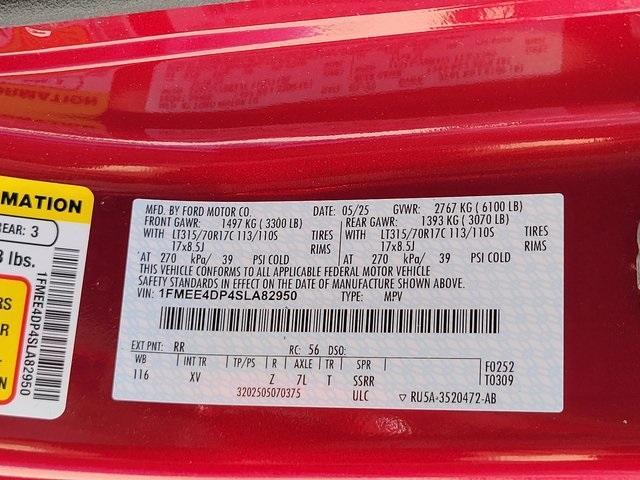 MATION
REAR: 3
lbs.
1FMEE4DP4SLA82950
MFD. BY FORD MOTOR CO. DATE: 05/25 GVWR: 2767 KG ( 6100 LB)
FRONT GAWR: 1497 KG ( 3300 LB) REAR GAWR: 1393 KG ( 3070 LB)
WITH LT315/70R17C 113/110S TIRES WITH LT315/70R17C 113/110S TIRES
17x8.5J RIMS 17x8.5J RIMS
AT 270 kPa/ 39 PSI COLD AT 270 kPa/ 39 PSI COLD
THIS VEHICLE CONFORMS TO ALL APPLICABLE FEDERAL MOTOR VEHICLE
SAFETY STANDARDS IN EFFECT ON THE DATE OF MANUFACTURE SHOWN ABOVE.
VIN: 1FMEE4DP4SLA82950 TYPE: MPV
EXT PNT: RR RC: 56 DSO:
WB INT TR TP/PS R AXLE TR SPR F0252
116 XV Z 7L T SSRR T0309
3202505070375 ULC ▽ RU5A-3520472-AB